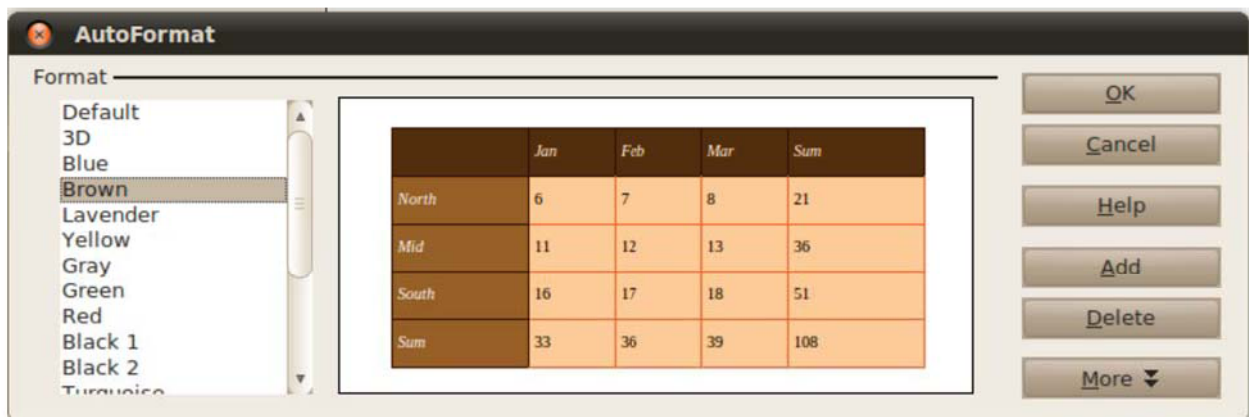 AutoFormat
Format
Default
3D
Blue
Brown
Lavender
Yellow
Gray
Green
Red
Black 1
Black 2
Turquoise
Jan Feb Mar Sum
North 6 7 8 21
Mid 11 12 13 36
South 16 17 18 51
Sum 33 36 39 108
OK
Cancel
Help
Add
Delete
More